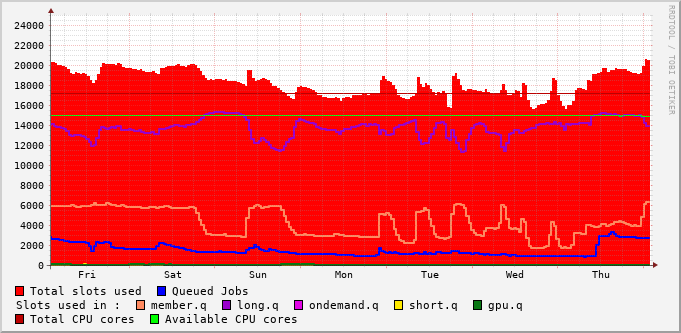 RRDTOOL / TOBI OETIKER
24000
22000
20000
18000
16000
14000
12000
10000
8000
6000
4000
2000
0
Fri Sat Sun Mon Tue Wed Thu
Total slots used Queued Jobs
Slots used in : member.q long.q ondemand.q short.q gpu.q
Total CPU cores Available CPU cores